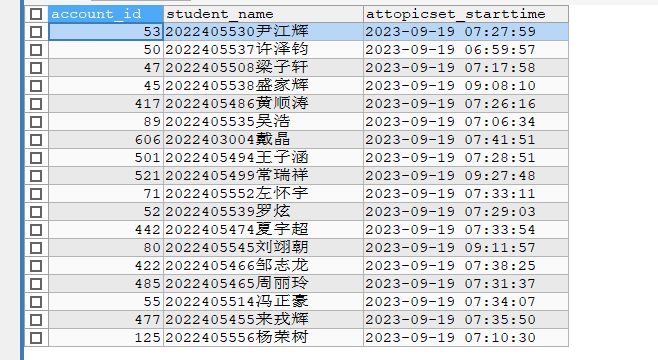 account_id student_name attopicset_starttime
53 2022405530尹江辉 2023-09-19 07:27:59
50 2022405537许泽钧 2023-09-19 06:59:57
47 2022405508梁子轩 2023-09-19 07:17:58
45 2022405538盛家辉 2023-09-19 09:08:10
417 2022405486黄顺涛 2023-09-19 07:26:16
89 2022405535吴浩 2023-09-19 07:06:34
606 2022403004戴晶 2023-09-19 07:41:51
501 2022405494王子涵 2023-09-19 07:28:51
521 2022405499常瑞祥 2023-09-19 09:27:48
71 2022405552左怀宇 2023-09-19 07:33:11
52 2022405539罗炫 2023-09-19 07:29:03
442 2022405474夏宇超 2023-09-19 07:33:54
80 2022405545刘翊朝 2023-09-19 09:11:57
422 2022405466邹志龙 2023-09-19 07:38:25
485 2022405465周丽玲 2023-09-19 07:31:37
55 2022405514冯正豪 2023-09-19 07:34:07
477 2022405455来戎辉 2023-09-19 07:35:50
125 2022405556杨荣树 2023-09-19 07:10:30